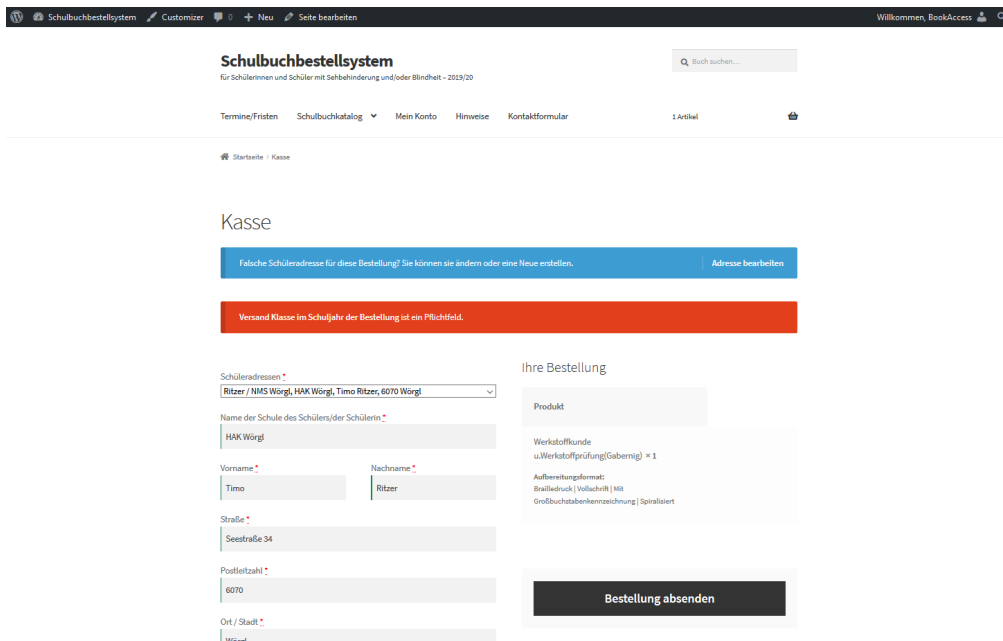 Schulbuchbestellsystem Customizer 0 + Neu Seite bearbeiten Willkommen, BookAccess
Schulbuchbestellsystem
für Schülerinnen und Schüler mit Sehbehinderung und/oder Blindheit – 2019/20
Buch suchen…
Termine/Fristen Schulbuchkatalog Mein Konto Hinweise Kontaktformular 1 Artikel
Startseite › Kasse
Kasse
Falsche Schüleradresse für diese Bestellung? Sie können sie ändern oder eine Neue erstellen. Adresse bearbeiten
Versand Klasse im Schuljahr der Bestellung ist ein Pflichtfeld.
Schüleradressen *
Ritzer / NMS Wörgl, HAK Wörgl, Timo Ritzer, 6070 Wörgl
Name der Schule des Schülers/der Schülerin *
HAK Wörgl
Vorname * Nachname *
Timo Ritzer
Straße *
Seestraße 34
Postleitzahl *
6070
Ort / Stadt *
Wörgl
Ihre Bestellung
Produkt
Werkstoffkunde
u.Werkstoffprüfung(Gabernig) × 1
Aufbereitungsformat:
Brailledruck | Vollschrift | Mit
Großbuchstabenkennzeichnung | Spiralisiert
Bestellung absenden